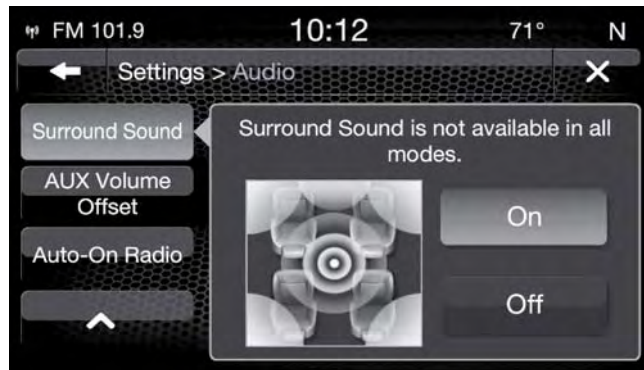 FM 101.9 10:12 71° N
Settings > Audio
Surround Sound
AUX Volume
Offset
Auto-On Radio
Surround Sound is not available in all
modes.
On
Off